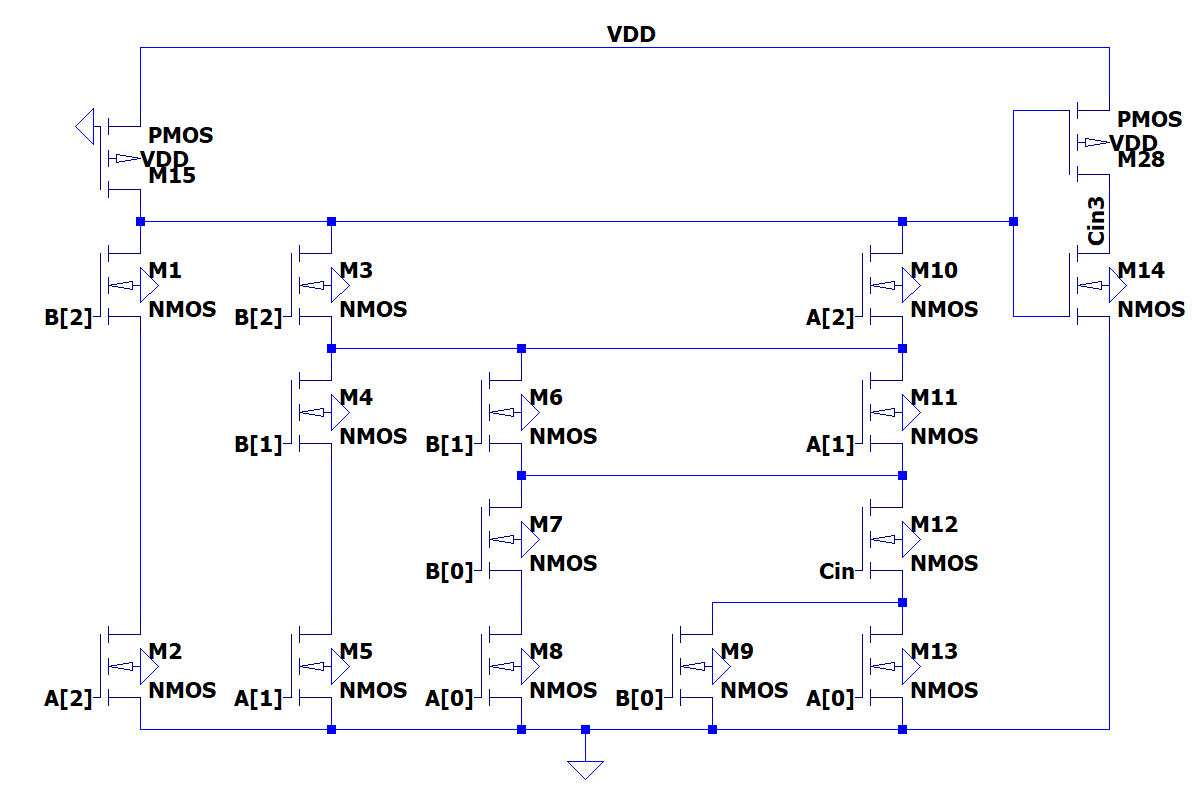 VDD
PMOS
VDD
M15
PMOS
VDD
M28
Cin3
M1
NMOS
B[2]
M3
NMOS
B[2]
M10
NMOS
A[2]
M14
NMOS
M4
NMOS
B[1]
M6
NMOS
B[1]
M11
NMOS
A[1]
M7
NMOS
B[0]
M12
NMOS
Cin
M2
NMOS
A[2]
M5
NMOS
A[1]
M8
NMOS
A[0]
M9
NMOS
B[0]
M13
NMOS
A[0]